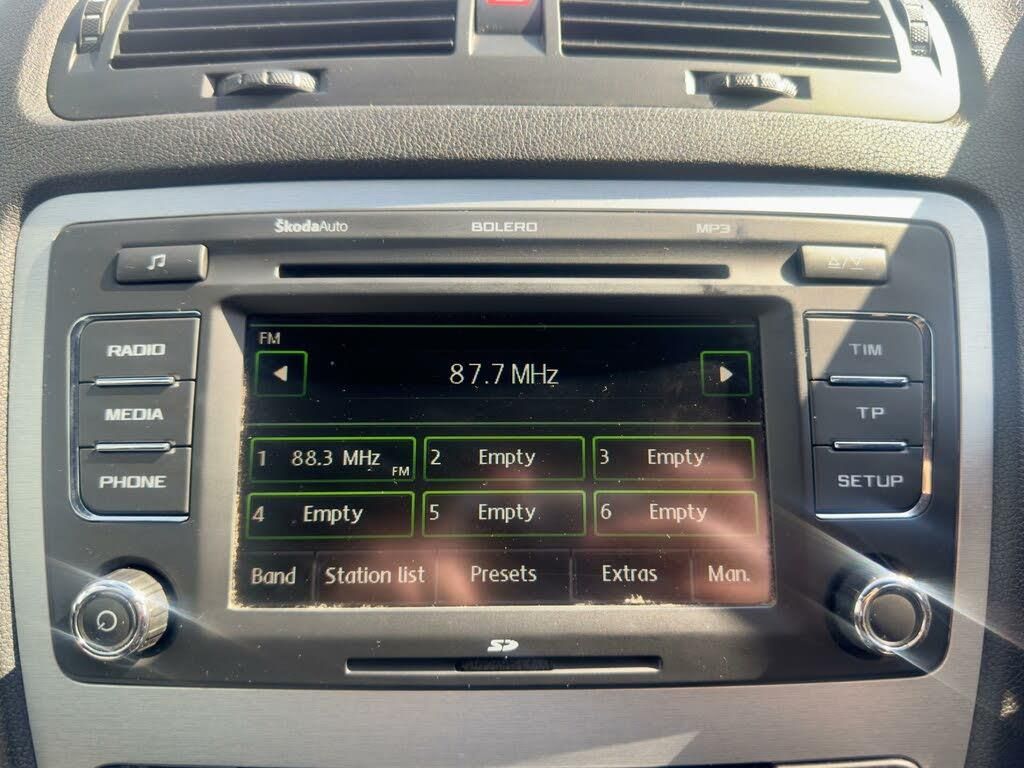 ŠkodaAuto BOLERO MP3
FM
87.7 MHz
RADIO
MEDIA
PHONE
TIM
TP
SETUP
1 88.3 MHz FM
2 Empty
3 Empty
4 Empty
5 Empty
6 Empty
Band Station list Presets Extras Man.
SD